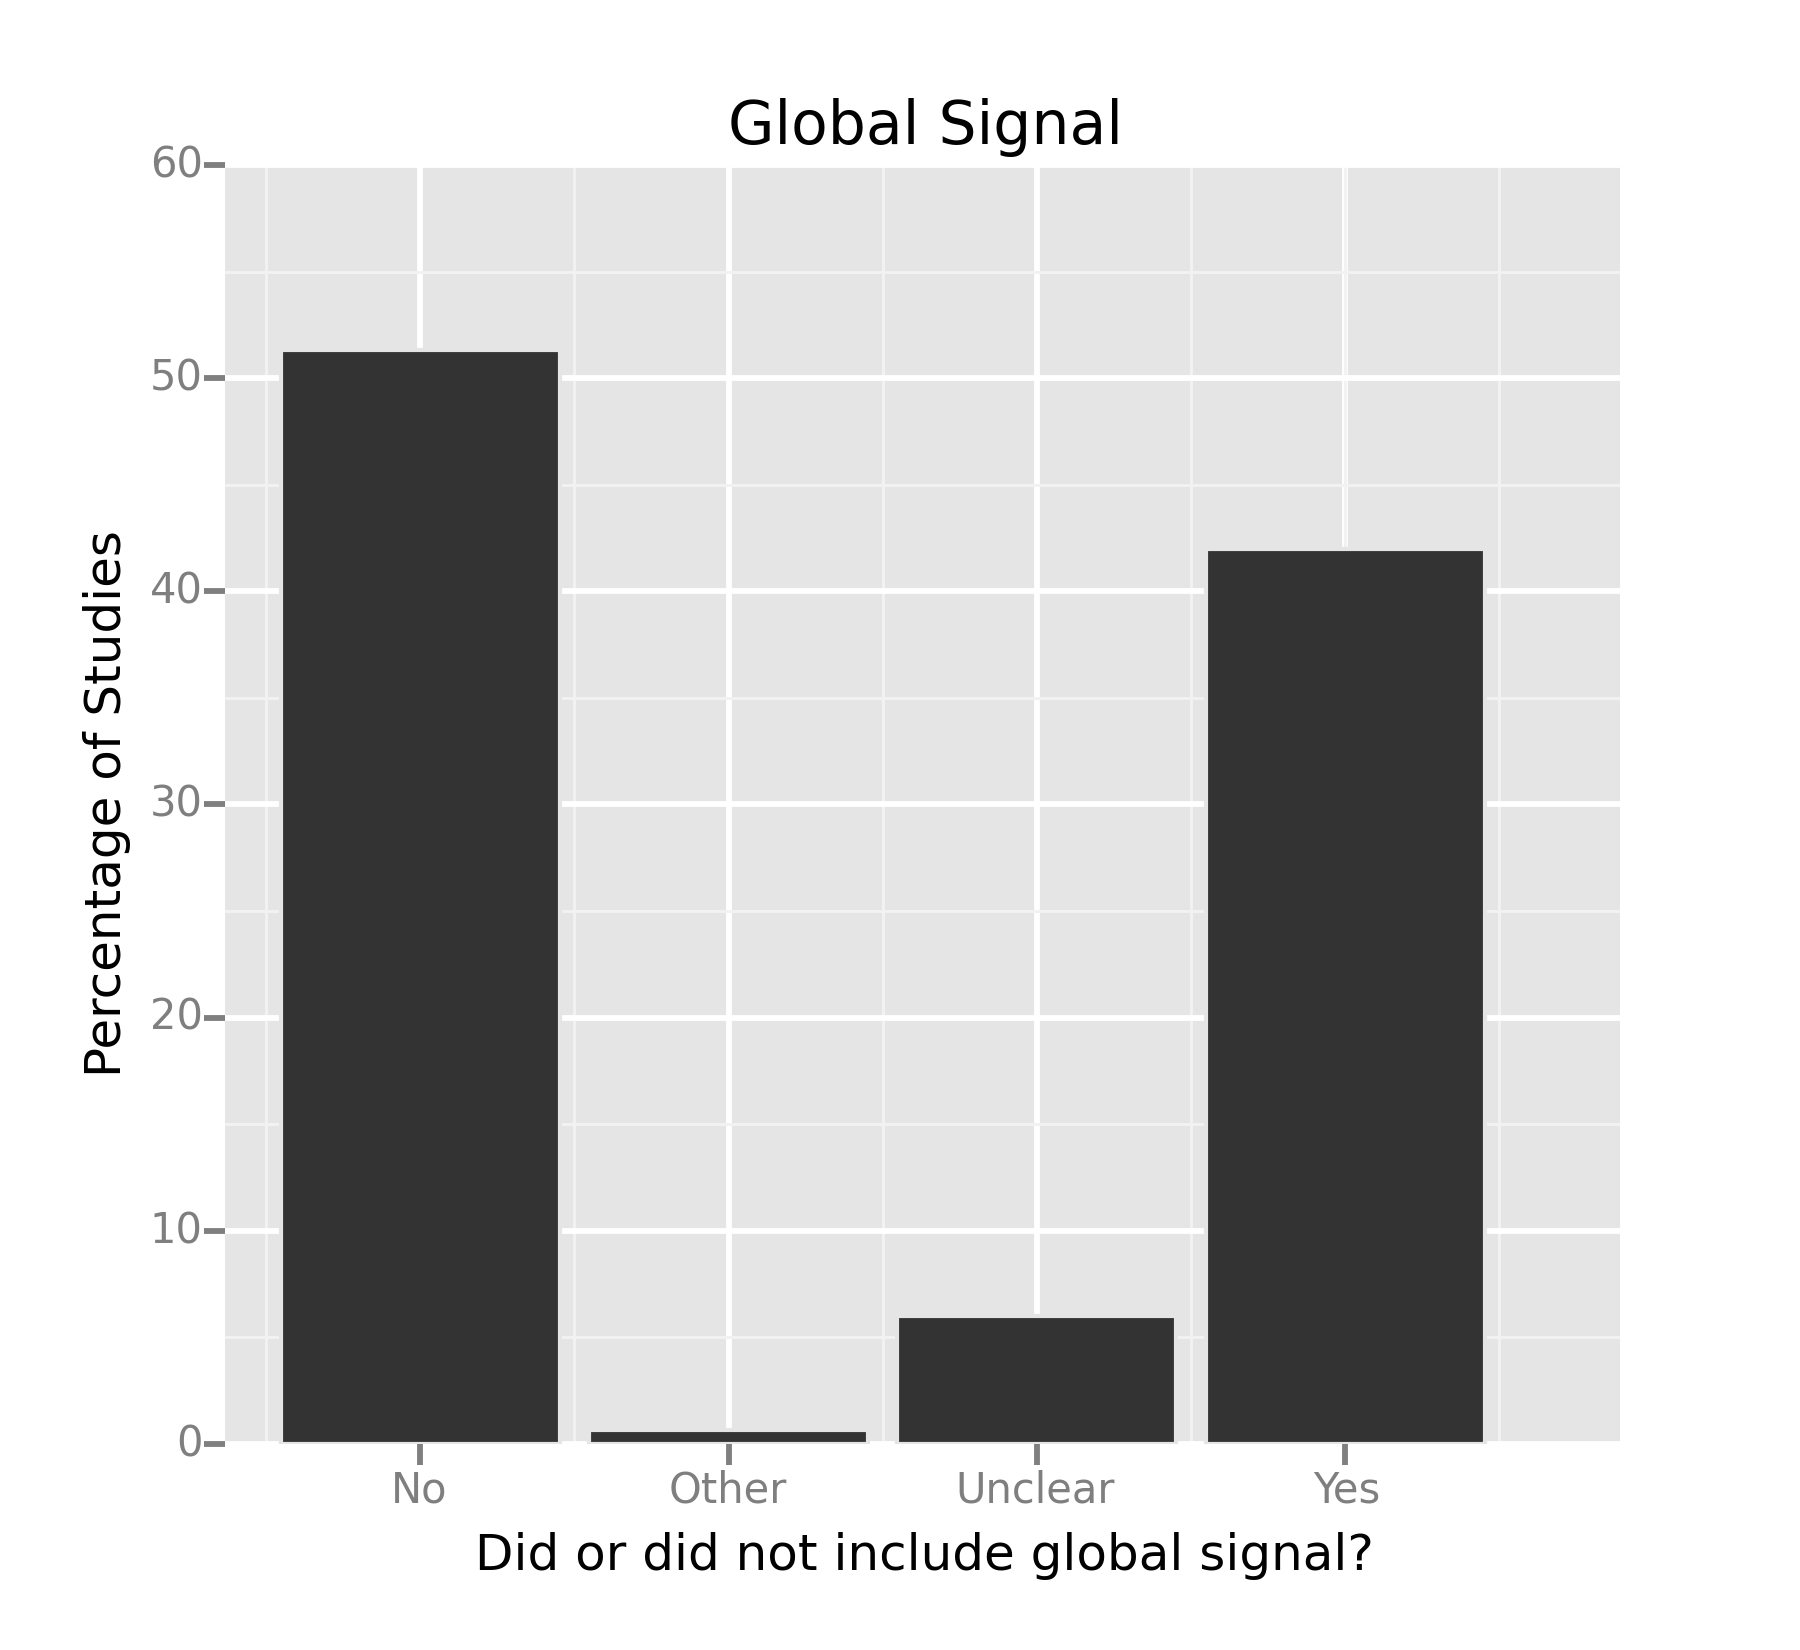 Global Signal
60
50
40
30
20
10
0
Percentage of Studies
No Other Unclear Yes
Did or did not include global signal?